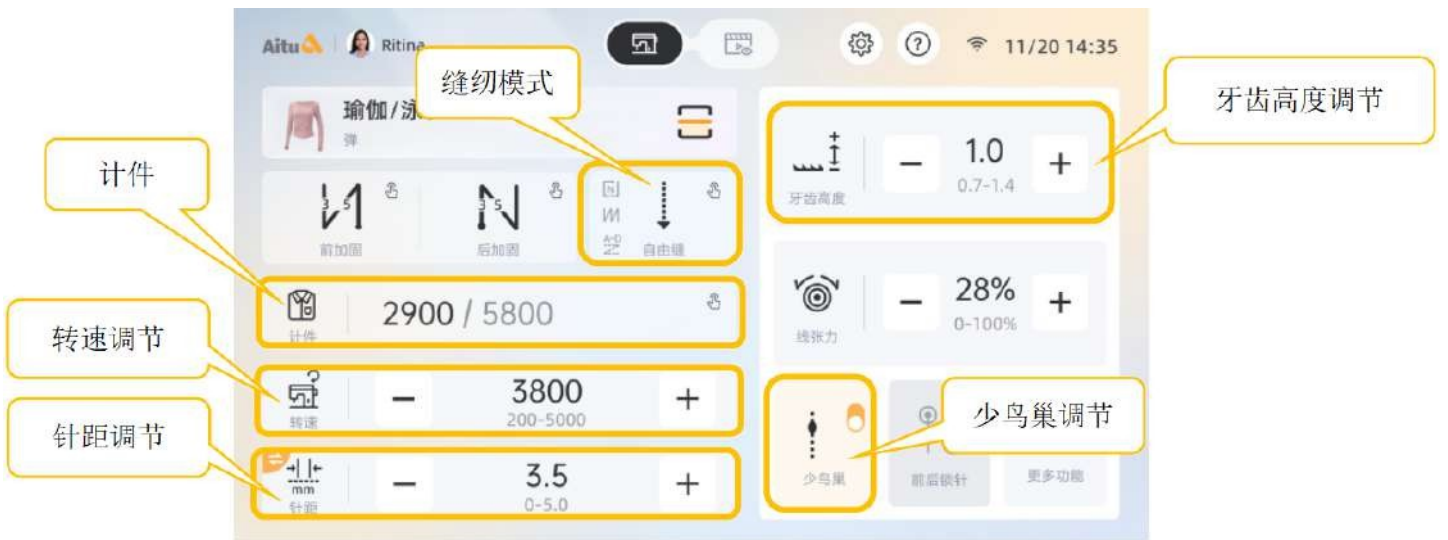 Aitu
Ritina
11/20 14:35
缝纫模式
瑜伽/泳
弹
计件
3 5
前加固
3 5
后加固
N
A-D
自由缝
牙齿高度调节
牙齿高度
1.0
0.7-1.4
计件
2900 / 5800
线张力
28%
0-100%
转速调节
转速
3800
200-5000
针距调节
mm
针距
3.5
0-5.0
少鸟巢调节
少鸟巢
前后锁针
更多功能